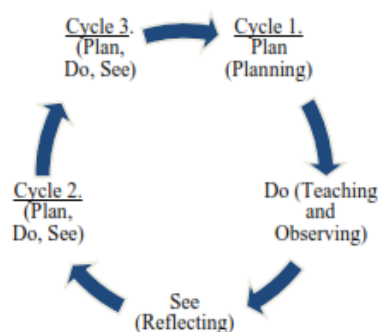 Cycle 1.
Plan
(Planning)
Do (Teaching
and
Observing)
See
(Reflecting)
Cycle 2.
(Plan,
Do, See)
Cycle 3.
(Plan,
Do, See)